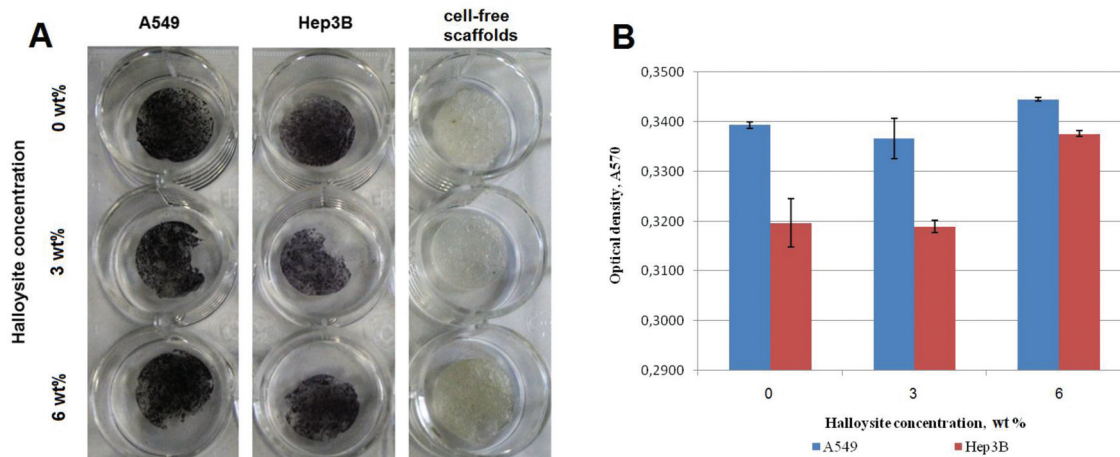 A
A549
Hep3B
cell-free
scaffolds
Halloysite concentration
0 wt%
3 wt%
6 wt%
B
Optical density, A570
0,3500
0,3400
0,3300
0,3200
0,3100
0,3000
0,2900
0
3
6
Halloysite concentration, wt %
A549
Hep3B